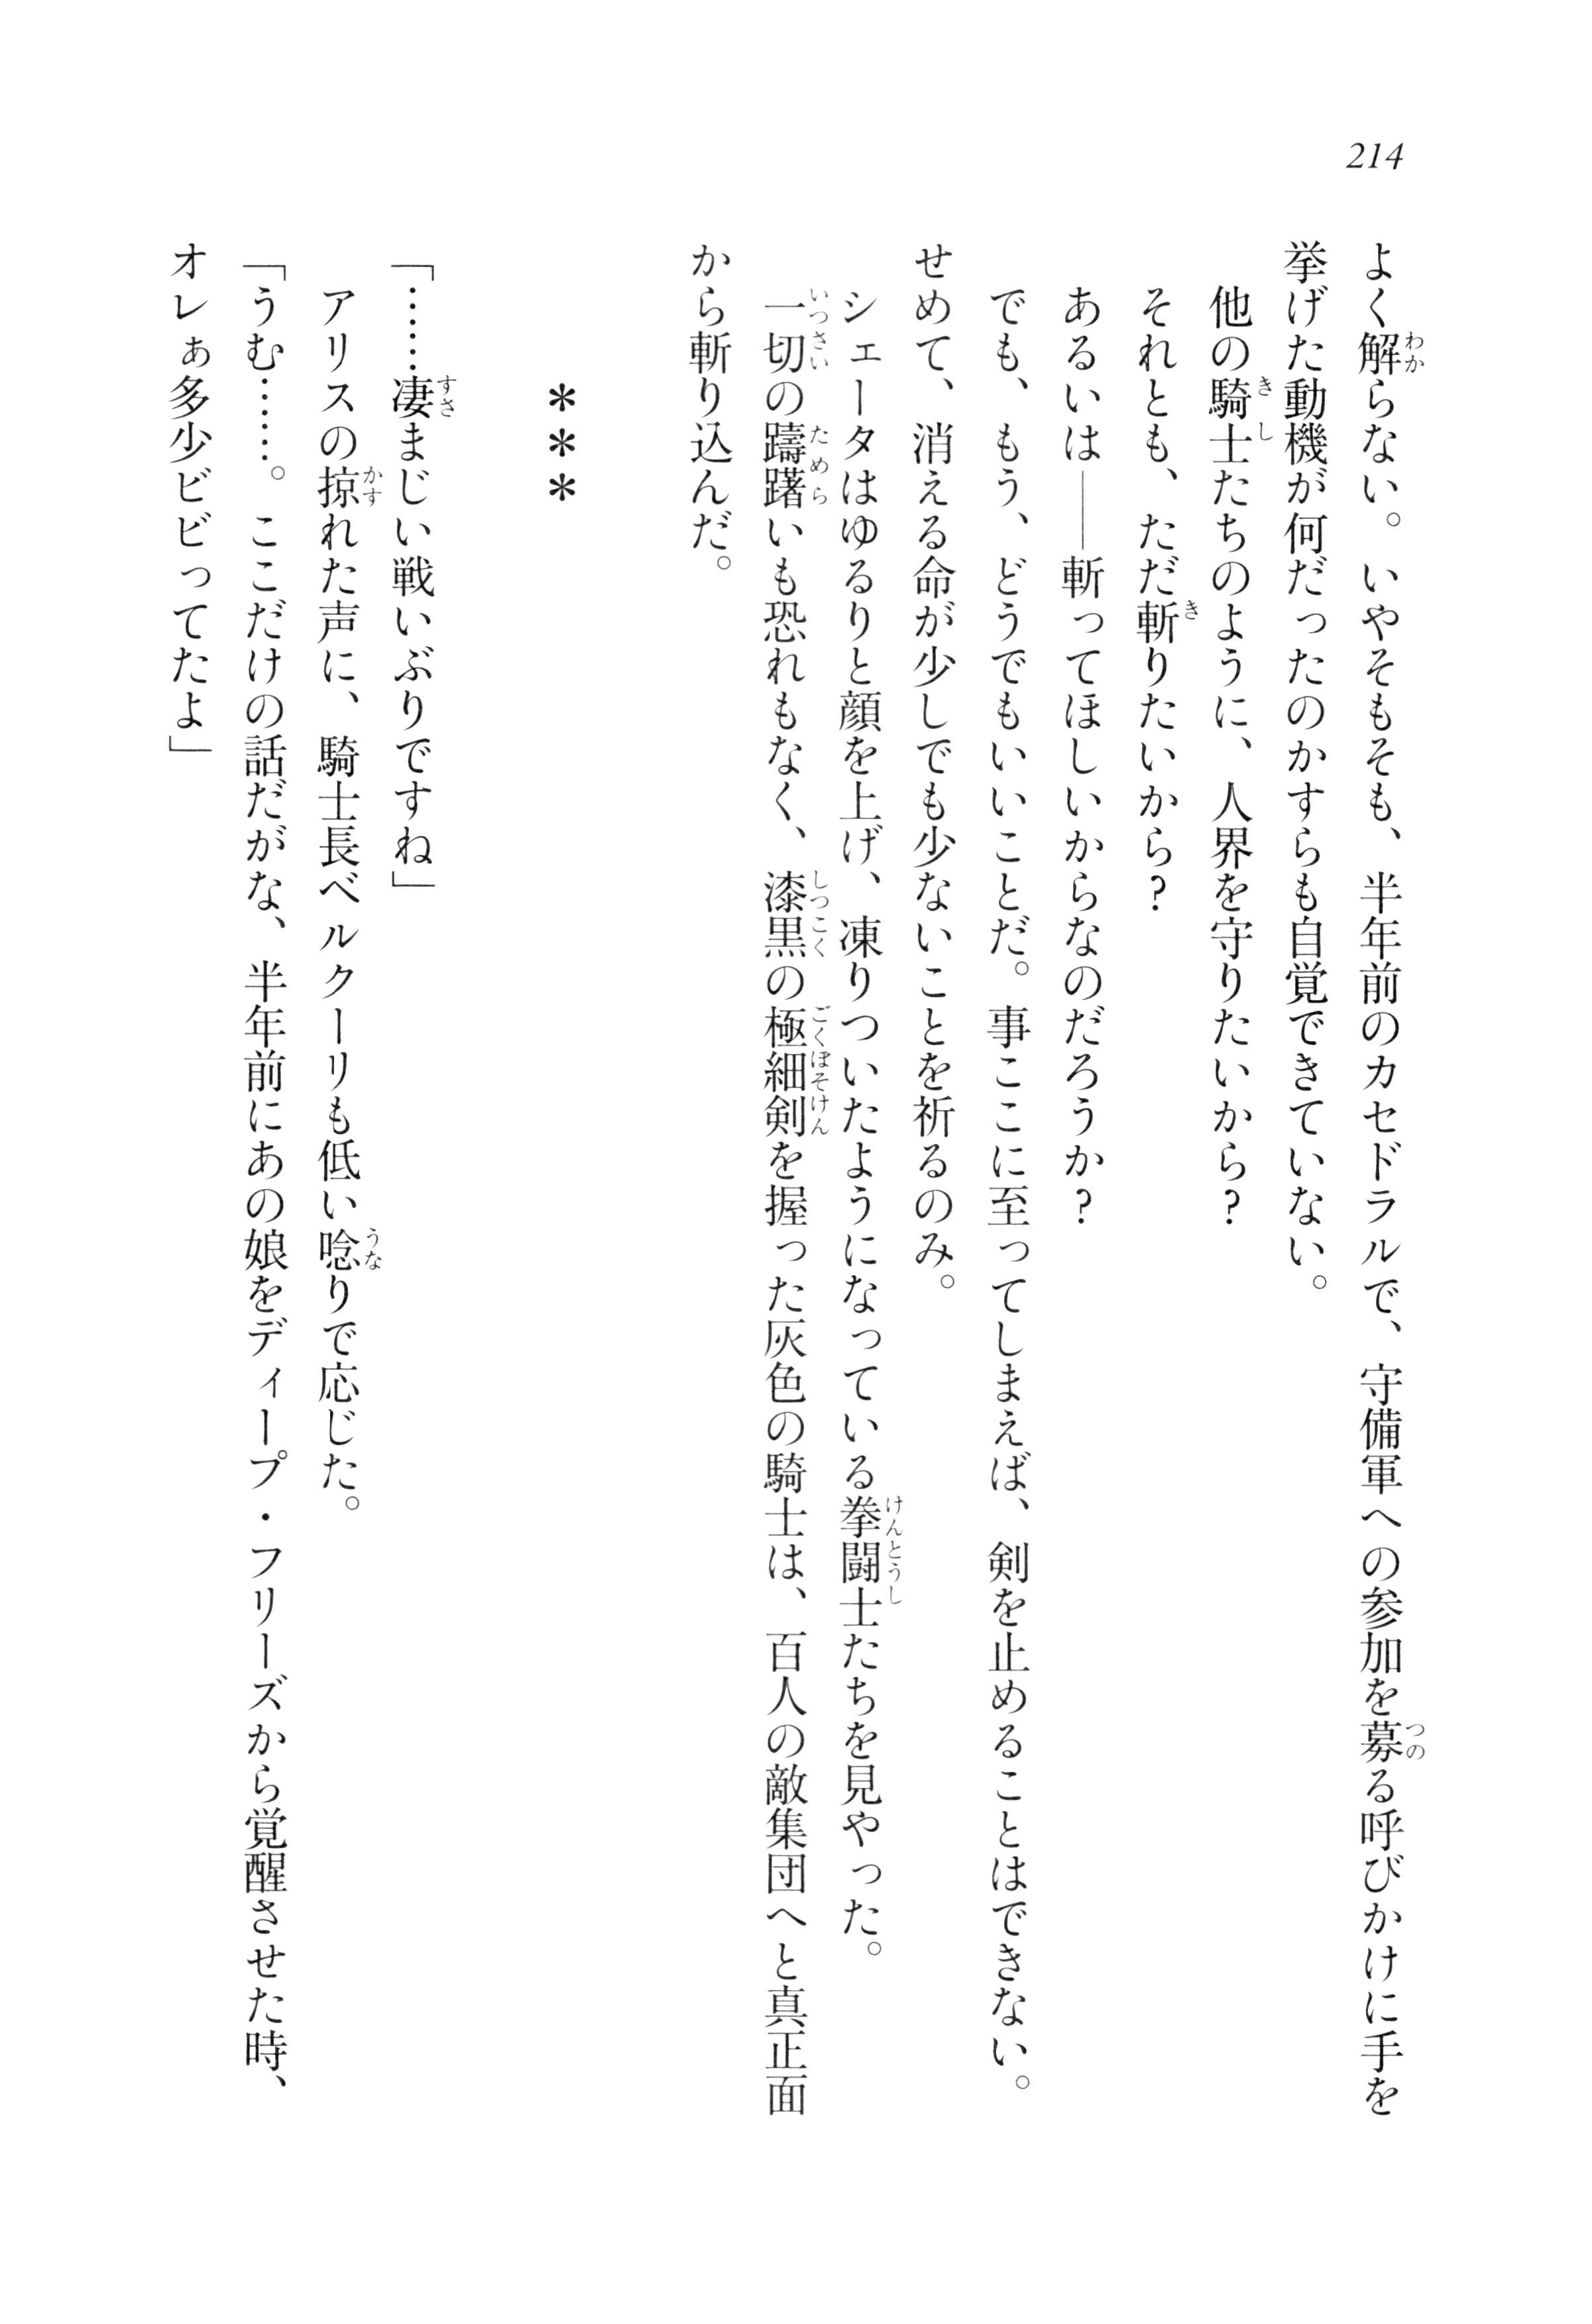 214
よく解らない。いやそもそも、半年前のカセドラルで、守備軍への参加を募る呼びかけに手を
挙げた動機が何だったのかすらも自覚できていない。
他の騎士たちのように、人界を守りたいから?
それとも、ただ斬りたいから?
あるいは――斬ってほしいからなのだろうか?
でも、もう、どうでもいいことだ。事ここに至ってしまえば、剣を止めることはできない。
せめて、消える命が少しでも少ないことを祈るのみ。
シェータはゆるりと顔を上げ、凍りついたようになっている拳闘士たちを見やった。
一切の躊躇いも恐れもなく、漆黒の極細剣を握った灰色の騎士は、百人の敵集団へと真正面
から斬り込んだ。
＊＊＊
「……凄まじい戦いぶりですね」
アリスの掠れた声に、騎士長ベルクーリも低い唸りで応じた。
「うむ……。ここだけの話だがな、半年前にあの娘をディープ・フリーズから覚醒させた時、
オレぁ多少ビビってたよ」